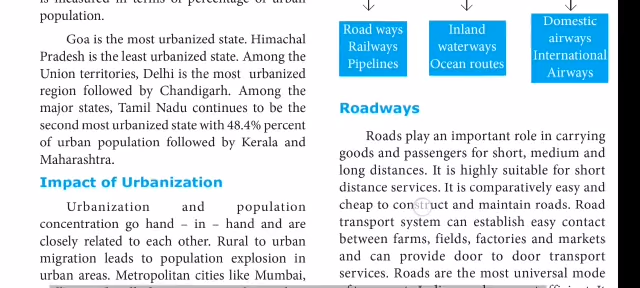 is measured in terms of percentage of urban
population.
Goa is the most urbanized state. Himachal
Pradesh is the least urbanized state. Among the
Union territories, Delhi is the most urbanized
region followed by Chandigarh. Among the
major states, Tamil Nadu continues to be the
second most urbanized state with 48.4% percent
of urban population followed by Kerala and
Maharashtra.
Impact of Urbanization
Urbanization and population
concentration go hand – in – hand and are
closely related to each other. Rural to urban
migration leads to population explosion in
urban areas. Metropolitan cities like Mumbai,
Road ways
Railways
Pipelines
Inland
waterways
Ocean routes
Domestic
airways
International
Airways
Roadways
Roads play an important role in carrying
goods and passengers for short, medium and
long distances. It is highly suitable for short
distance services. It is comparatively easy and
cheap to construct and maintain roads. Road
transport system can establish easy contact
between farms, fields, factories and markets
and can provide door to door transport
services. Roads are the most universal mode